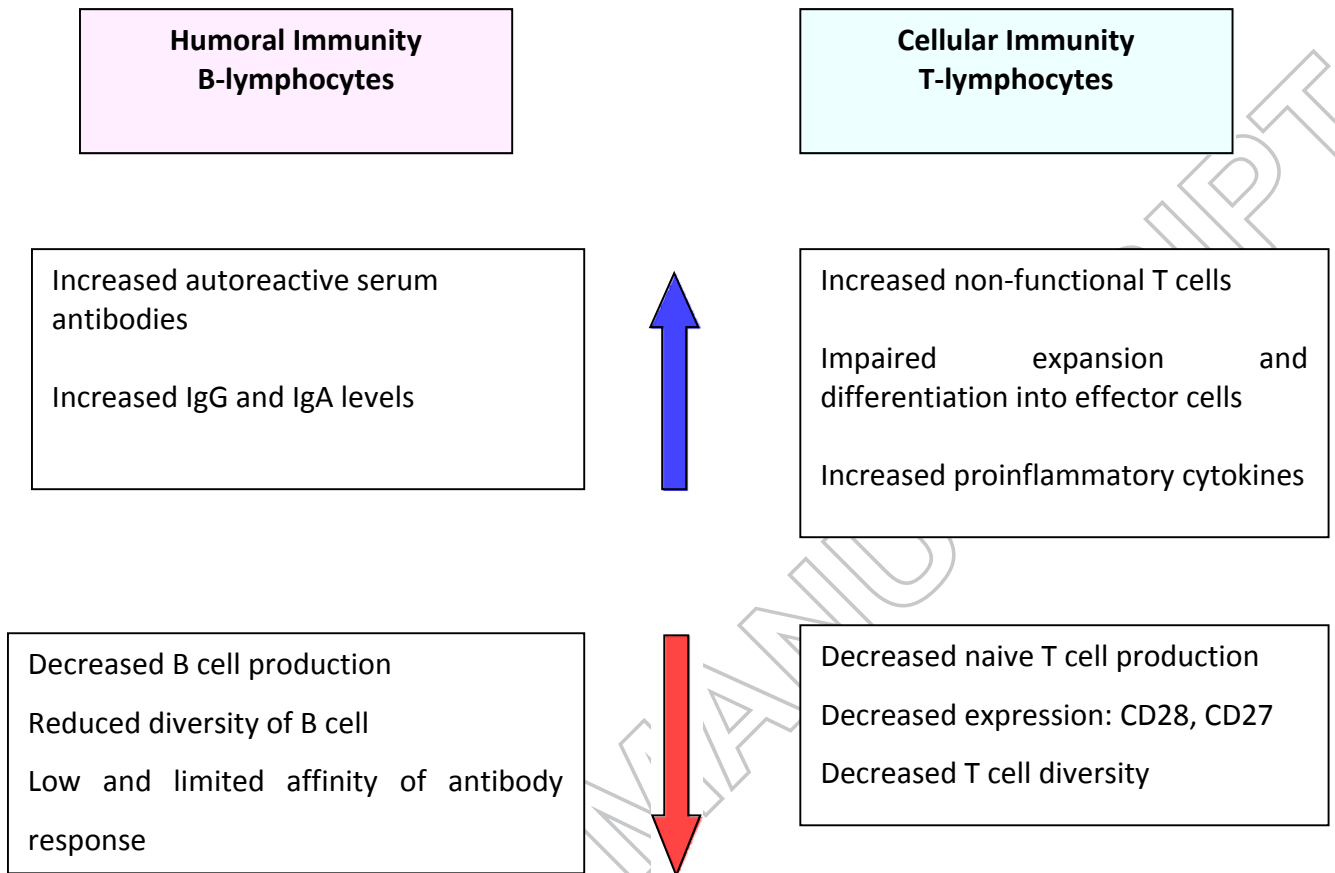 Humoral Immunity
B-lymphocytes
Cellular Immunity
T-lymphocytes
Increased autoreactive serum
antibodies
Increased IgG and IgA levels
Increased non-functional T cells
Impaired expansion and
differentiation into effector cells
Increased proinflammatory cytokines
Decreased B cell production
Reduced diversity of B cell
Low and limited affinity of antibody
response
Decreased naive T cell production
Decreased expression: CD28, CD27
Decreased T cell diversity